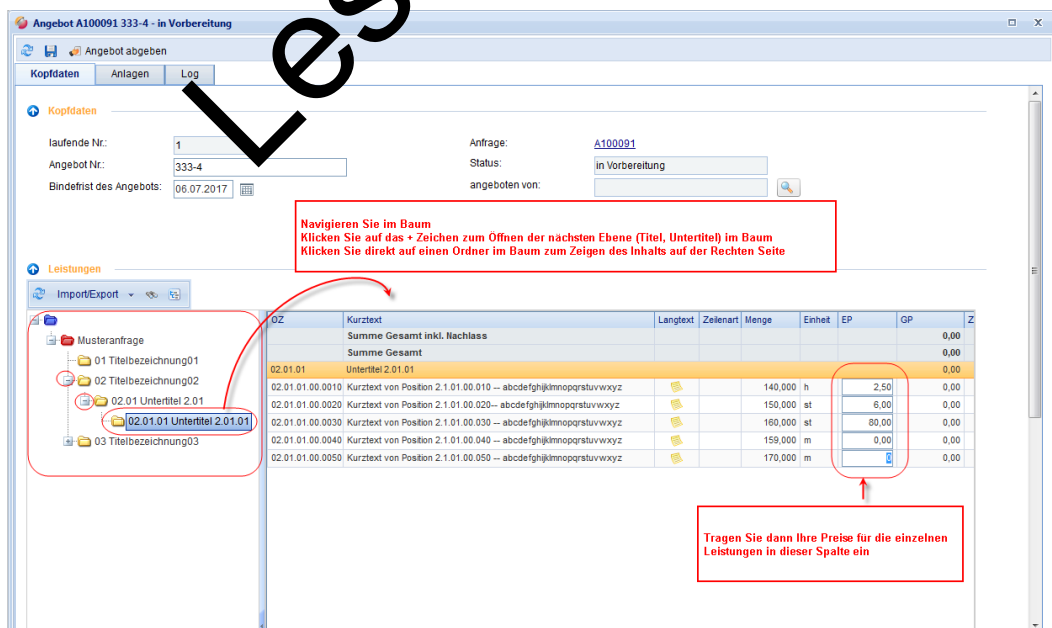 Angebot A100091 333-4 - in Vorbereitung
Angebot abgeben
Kopfdaten Anlagen Log
Kopfdaten
laufende Nr.: 1 Anfrage: A100091
Angebot Nr.: 333-4 Status: in Vorbereitung
Bindefrist des Angebots: 06.07.2017 angeboten von:
Navigieren Sie im Baum
Klicken Sie auf das + Zeichen zum Öffnen der nächsten Ebene (Titel, Untertitel) im Baum
Klicken Sie direkt auf einen Ordner im Baum zum Zeigen des Inhalts auf der Rechten Seite
Leistungen
Import/Export
Musteranfrage
01 Titelbezeichnung01
02 Titelbezeichnung02
02.01 Untertitel 2.01
02.01.01 Untertitel 2.01.01
03 Titelbezeichnung03
OZ Kurztext Langtext Zeilenart Menge Einheit EP GP Z
Summe Gesamt inkl. Nachlass 0,00
Summe Gesamt 0,00
02.01.01 Untertitel 2.01.01 0,00
02.01.01.00.0010 Kurztext von Position 2.1.01.00.010 -- abcdefghijklmnopqrstuvwxyz 140,000 h 2,50 0,00
02.01.01.00.0020 Kurztext von Position 2.1.01.00.020-- abcdefghijklmnopqrstuvwxyz 150,000 st 6,00 0,00
02.01.01.00.0030 Kurztext von Position 2.1.01.00.030 -- abcdefghijklmnopqrstuvwxyz 160,000 st 80,00 0,00
02.01.01.00.0040 Kurztext von Position 2.1.01.00.040 -- abcdefghijklmnopqrstuvwxyz 159,000 m 0,00 0,00
02.01.01.00.0050 Kurztext von Position 2.1.01.00.050 -- abcdefghijklmnopqrstuvwxyz 170,000 m 0 0,00
Tragen Sie dann Ihre Preise für die einzelnen
Leistungen in dieser Spalte ein